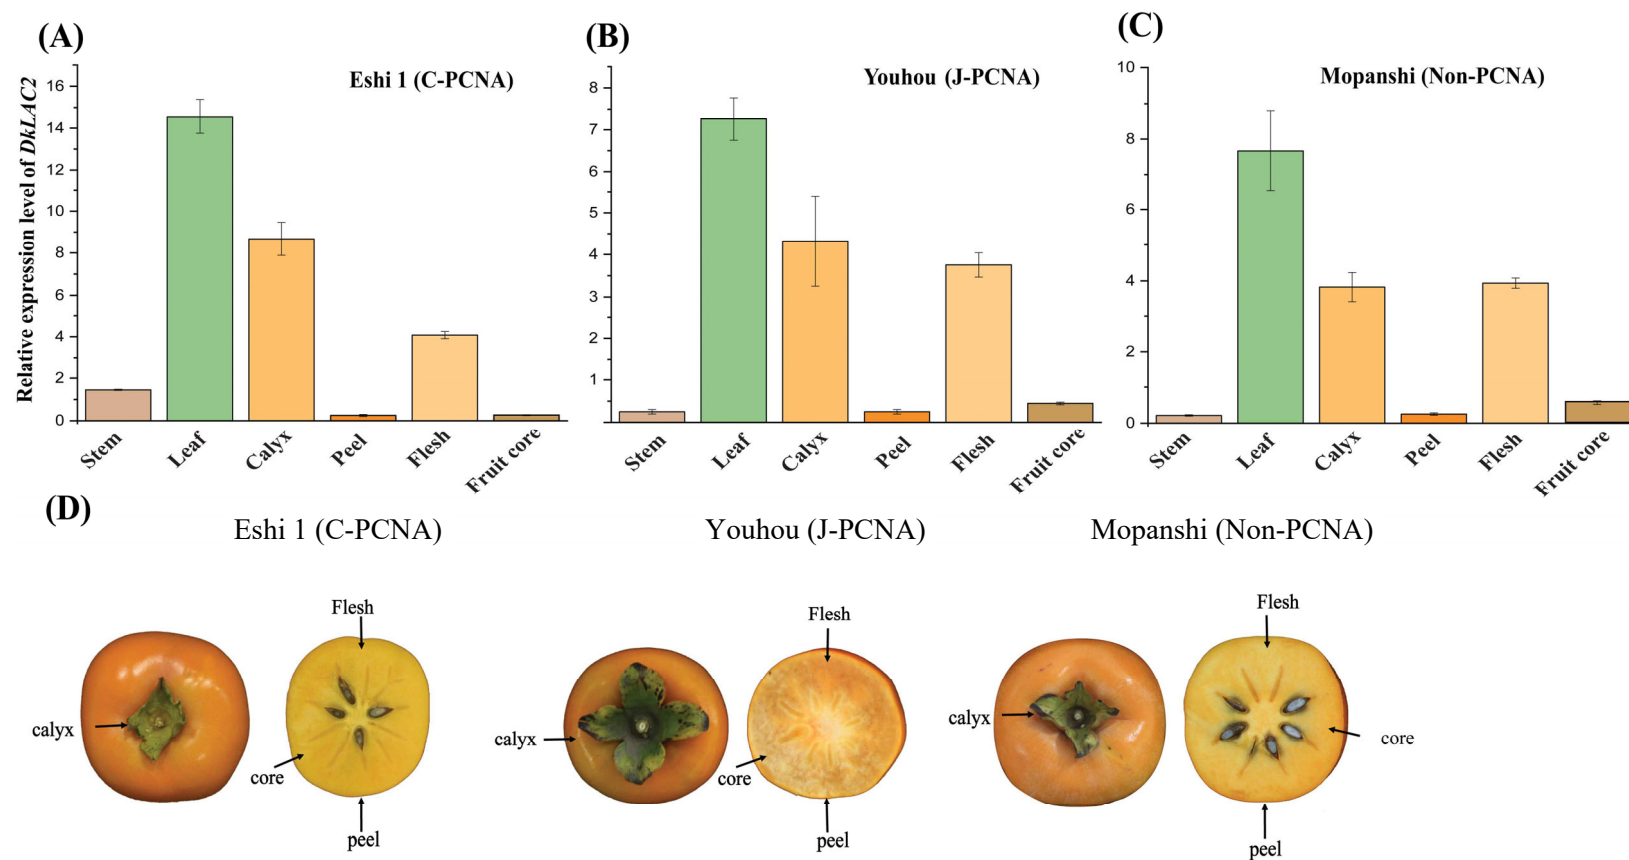 (A)
Eshi 1 (C-PCNA)
Relative expression level of DkLAC2
16
14
12
10
8
6
4
2
0
Stem
Leaf
Calyx
Peel
Flesh
Fruit core
(B)
Youhou (J-PCNA)
8
7
6
5
4
3
2
1
Stem
Leaf
Calyx
Peel
Flesh
Fruit core
(C)
Mopanshi (Non-PCNA)
10
8
6
4
2
0
Stem
Leaf
Calyx
Peel
Flesh
Fruit core
(D)
Eshi 1 (C-PCNA)
Flesh
calyx
core
peel
Youhou (J-PCNA)
Flesh
calyx
core
peel
Mopanshi (Non-PCNA)
Flesh
calyx
core
peel